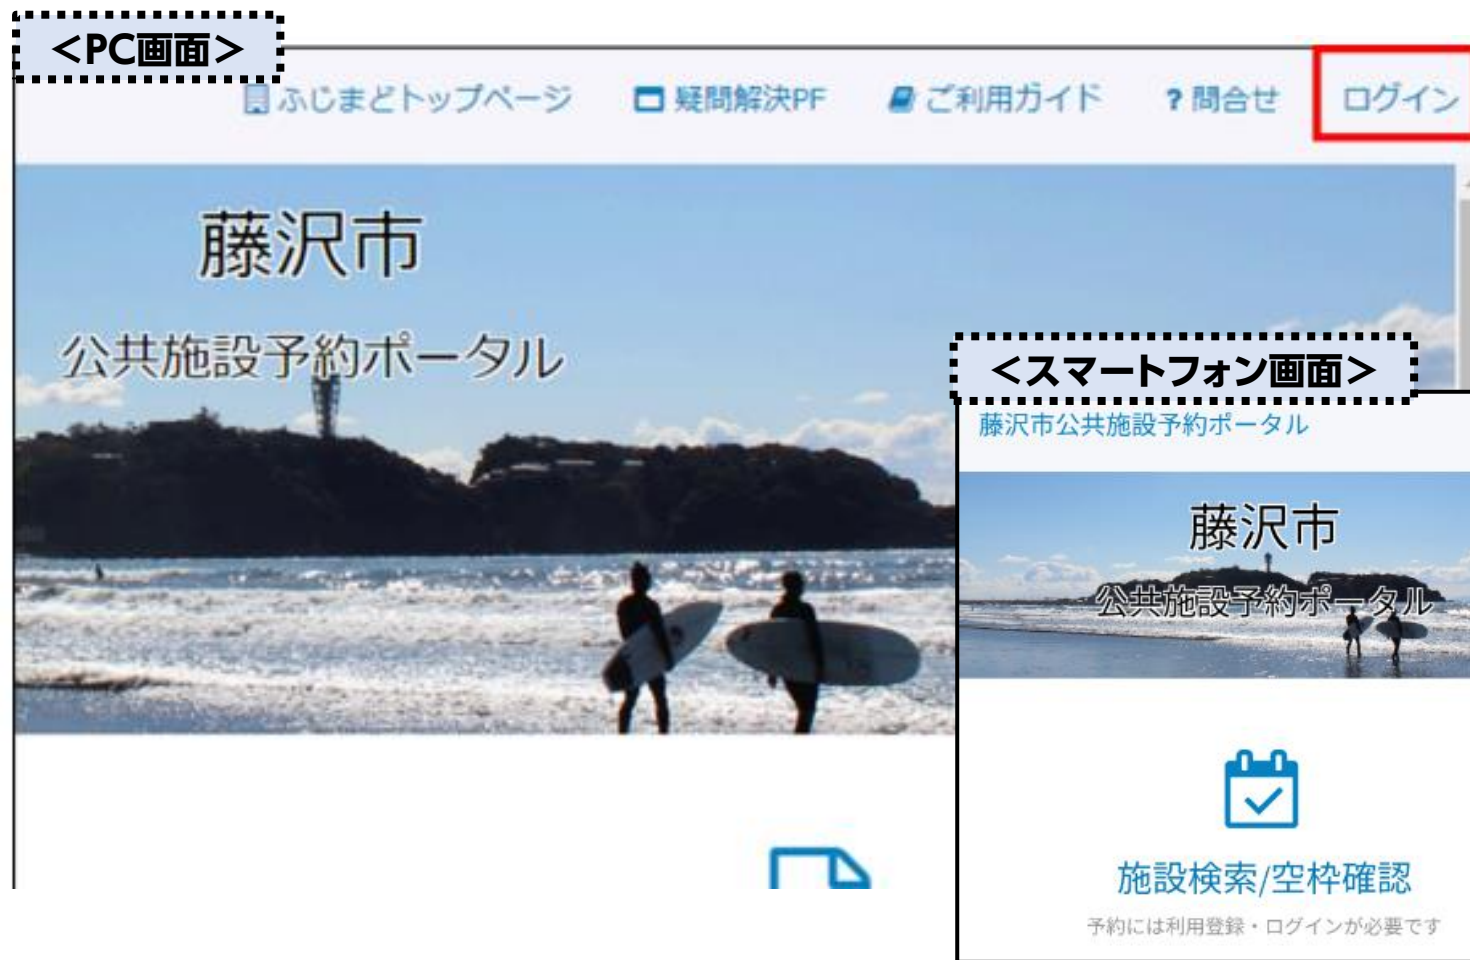 ＜PC画面＞
ふじまどトップページ 疑問解決PF ご利用ガイド ? 問合せ ログイン
藤沢市
公共施設予約ポータル
＜スマートフォン画面＞
藤沢市公共施設予約ポータル
藤沢市
公共施設予約ポータル
施設検索/空枠確認
予約には利用登録・ログインが必要です